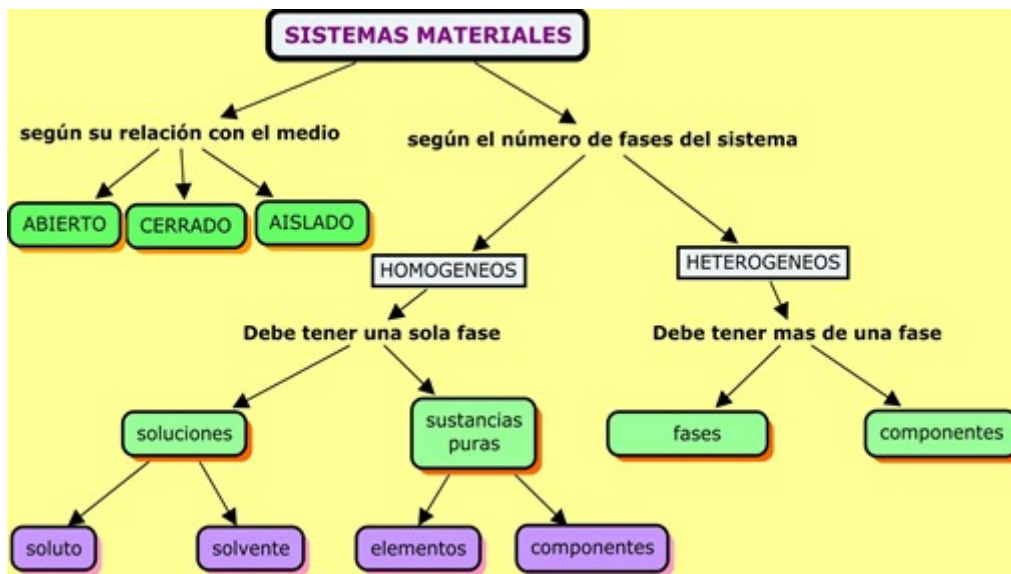 SISTEMAS MATERIALES
según su relación con el medio
según el número de fases del sistema
ABIERTO
CERRADO
AISLADO
HOMOGENEOS
HETEROGENEOS
Debe tener una sola fase
Debe tener mas de una fase
soluciones
sustancias
puras
fases
componentes
soluto
solvente
elementos
componentes